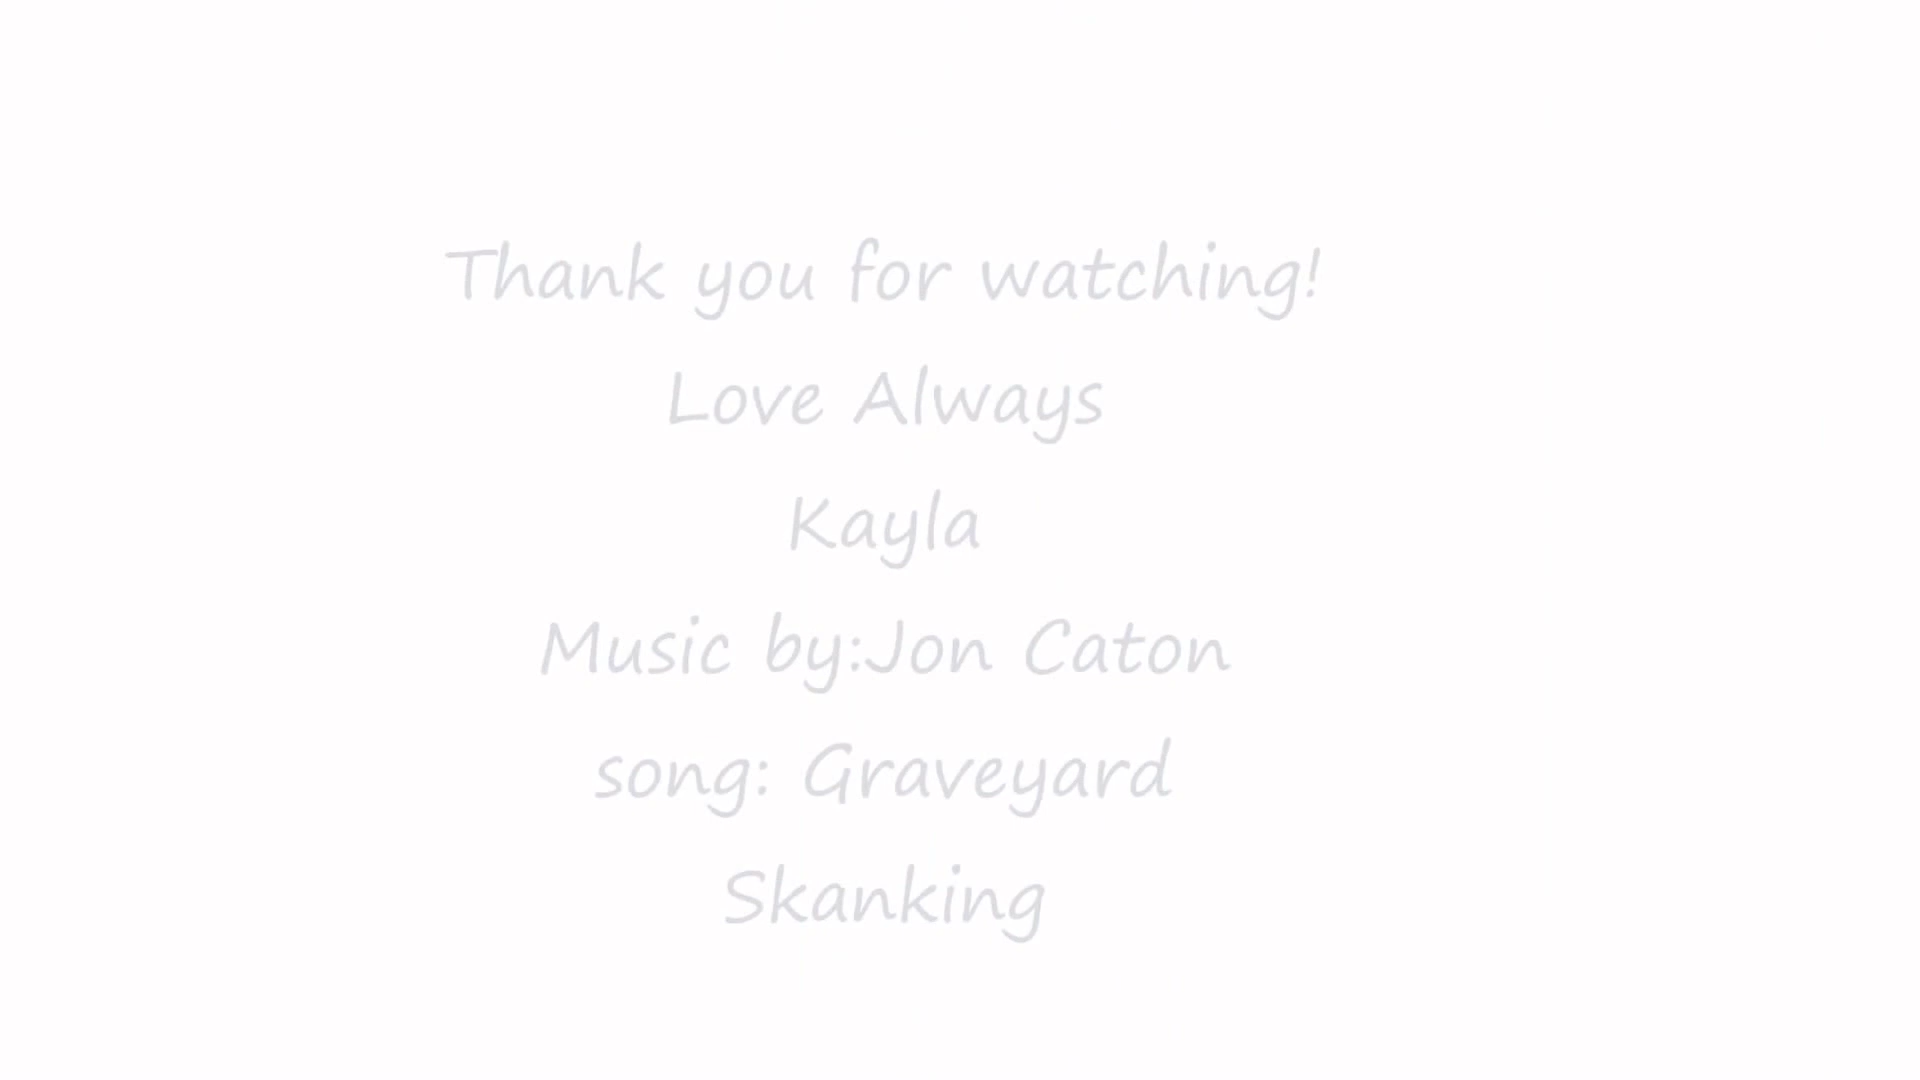 Thank you for watching!
Love Always
Kayla
Music by:Jon Caton
song: Graveyard
Skanking